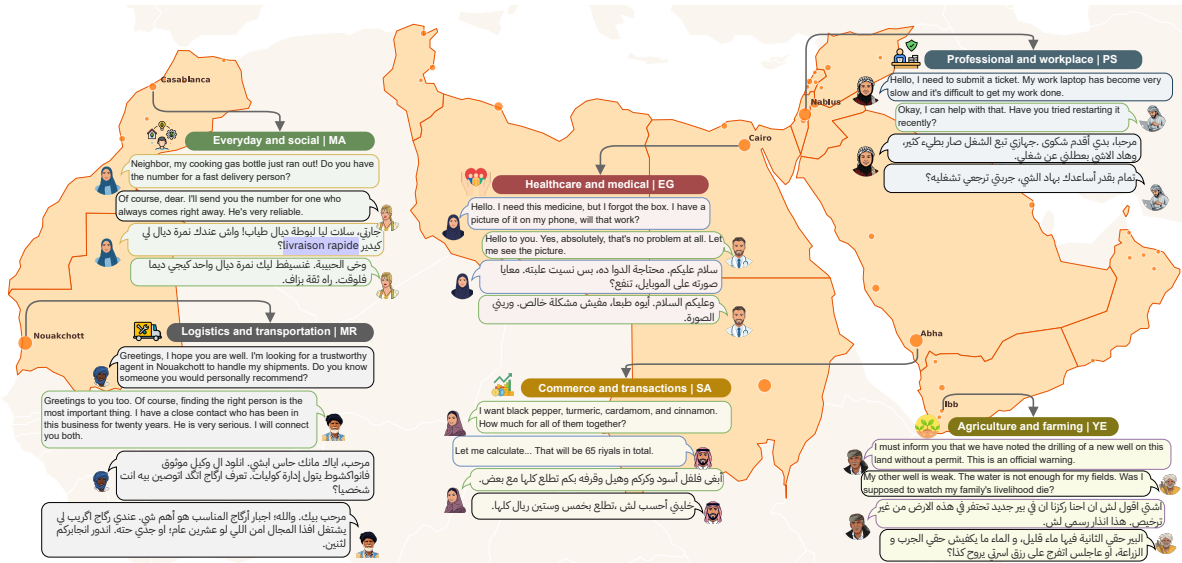 Casablanca
Everyday and social | MA
Neighbor, my cooking gas bottle just ran out! Do you have
the number for a fast delivery person?
Of course, dear. I'll send you the number for one who
always comes right away. He's very reliable.
جارتي، سلات ليا لبوطة ديال طياب! واش عندك نمرة ديال لي
كيدير livraison rapide؟
وخى الحبيبة. غنسيفط ليك نمرة ديال واحد كيجي ديما
فلوقت. راه ثقة بزاف.
Nouakchott
Logistics and transportation | MR
Greetings, I hope you are well. I'm looking for a trustworthy
agent in Nouakchott to handle my shipments. Do you know
someone you would personally recommend?
Greetings to you too. Of course, finding the right person is the
most important thing. I have a close contact who has been in
this business for twenty years. He is very serious. I will connect
you both.
مرحب، اياك مانك حاس ابشي. انلود ال وكيل موثوق
فانواكشوط يتول إدارة كوليات. تعرف ارگاج اتگد اتوصين بيه انت
شخصيا؟
مرحب بيك. والله؛ اجبار أرگاج المناسب هو أهم شي. عندي رگاج اگريب لي
يشتغل افذا المجال امن اللي لو عشرين عام؛ او جدي حته. اندور انجابركم
لثنين.
Cairo
Healthcare and medical | EG
Hello. I need this medicine, but I forgot the box. I have a
picture of it on my phone, will that work?
Hello to you. Yes, absolutely, that's no problem at all. Let
me see the picture.
سلام عليكم. محتاجة الدوا ده، بس نسيت علبته. معايا
صورته على الموبايل، تنفع؟
وعليكم السلام. أيوه طبعا، مفيش مشكلة خالص. وريني
الصورة.
Abha
Commerce and transactions | SA
I want black pepper, turmeric, cardamom, and cinnamon.
How much for all of them together?
Let me calculate... That will be 65 riyals in total.
أبغى فلفل أسود وكركم وهيل وقرفه بكم تطلع كلها مع بعض.
خليني أحسب لش ،تطلع بخمس وستين ريال كلها.
Nablus
Professional and workplace | PS
Hello, I need to submit a ticket. My work laptop has become very
slow and it's difficult to get my work done.
Okay, I can help with that. Have you tried restarting it
recently?
مرحبا، بدي أقدم شكوى .جهازي تبع الشغل صار بطيء كثير،
وهاد الاشي بعطلني عن شغلي.
تمام بقدر أساعدك بهاد الشي، جربتي ترجعي تشغليه؟
Ibb
Agriculture and farming | YE
I must inform you that we have noted the drilling of a new well on this
land without a permit. This is an official warning.
My other well is weak. The water is not enough for my fields. Was I
supposed to watch my family's livelihood die?
اشتي اقول لش ان احنا ركزنا ان في بير جديد تحتفر في هذه الارض من غير
ترخيص. هذا انذار رسمي لش.
البير حقي الثانية فيها ماء قليل، و الماء ما يكفيش حقي الجرب و
الزراعة، او عاجلس اتفرج على رزق اسرتي يروح كذا؟